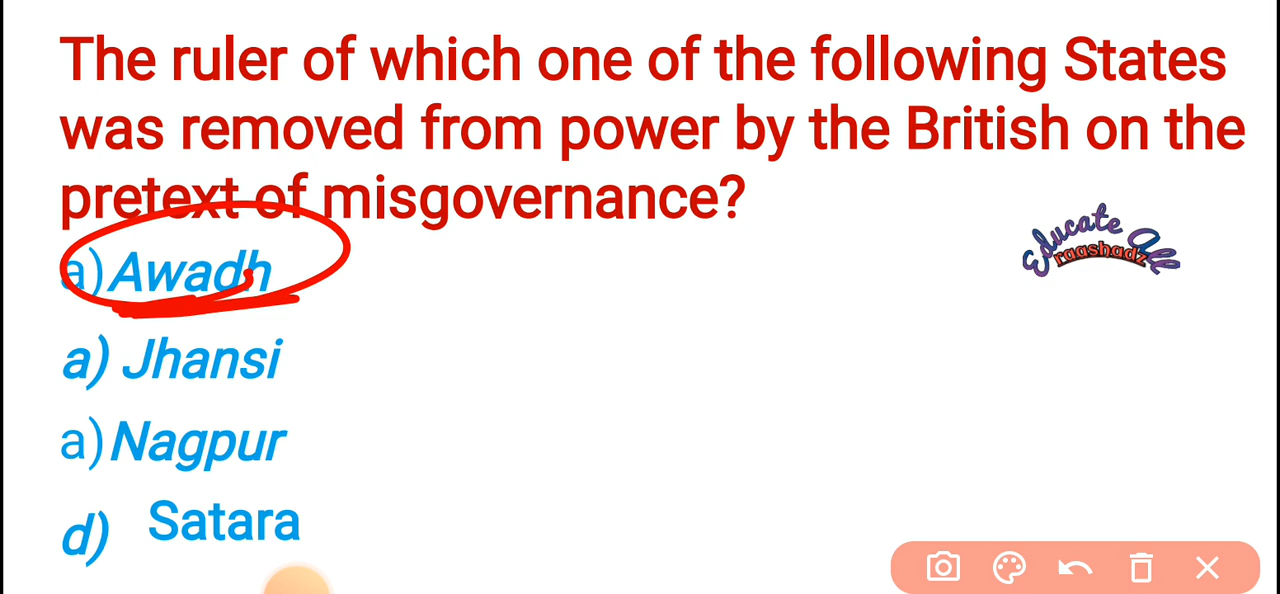 The ruler of which one of the following States
was removed from power by the British on the
pretext of misgovernance?
Educate All
raashadz
a) Awadh
a) Jhansi
a) Nagpur
d) Satara